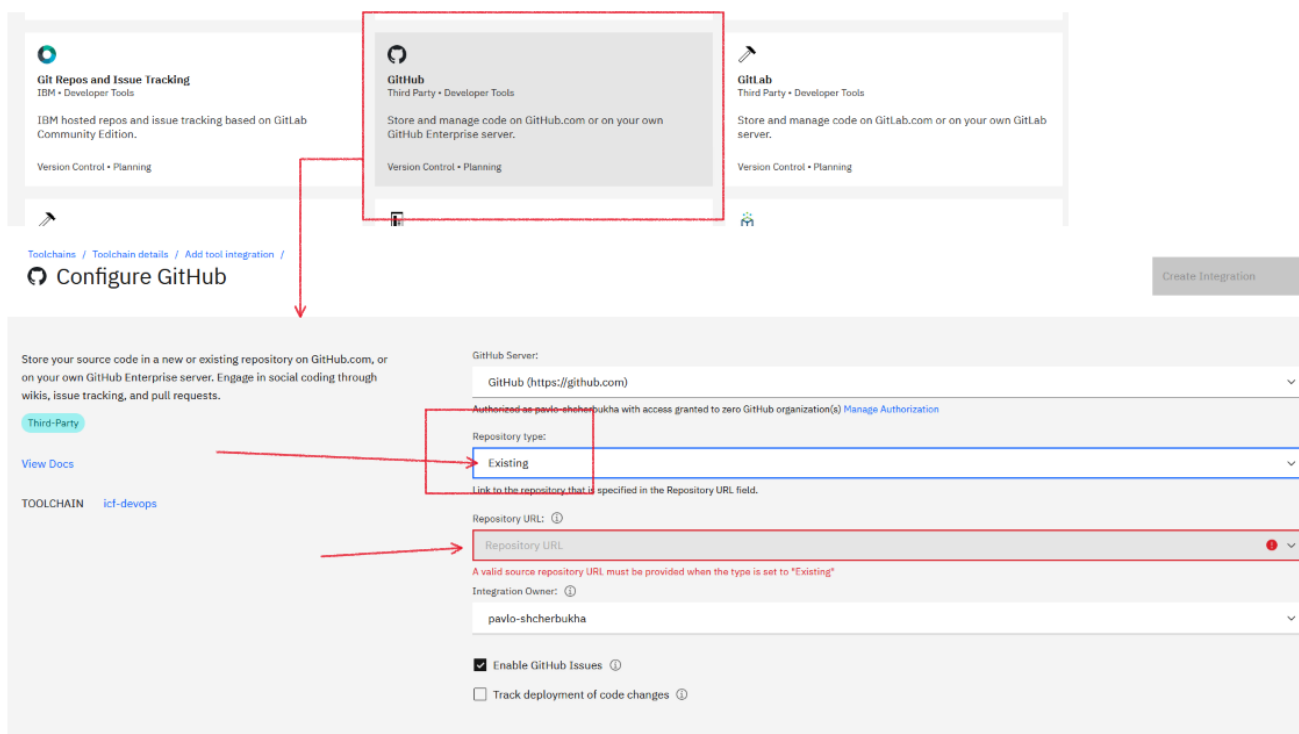 Git Repos and Issue Tracking
IBM • Developer Tools
IBM hosted repos and issue tracking based on GitLab
Community Edition.
Version Control • Planning
GitHub
Third Party • Developer Tools
Store and manage code on GitHub.com or on your own
GitHub Enterprise server.
Version Control • Planning
GitLab
Third Party • Developer Tools
Store and manage code on GitLab.com or on your own GitLab
server.
Version Control • Planning
Toolchains / Toolchain details / Add tool integration /
Configure GitHub
Create Integration
Store your source code in a new or existing repository on GitHub.com, or
on your own GitHub Enterprise server. Engage in social coding through
wikis, issue tracking, and pull requests.
Third-Party
View Docs
TOOLCHAIN icf-devops
GitHub Server:
GitHub (https://github.com)
Authorized as pavlo-shcherbukha with access granted to zero GitHub organization(s) Manage Authorization
Repository type:
Existing
Link to the repository that is specified in the Repository URL field.
Repository URL:
Repository URL
A valid source repository URL must be provided when the type is set to "Existing"
Integration Owner:
pavlo-shcherbukha
Enable GitHub Issues
Track deployment of code changes